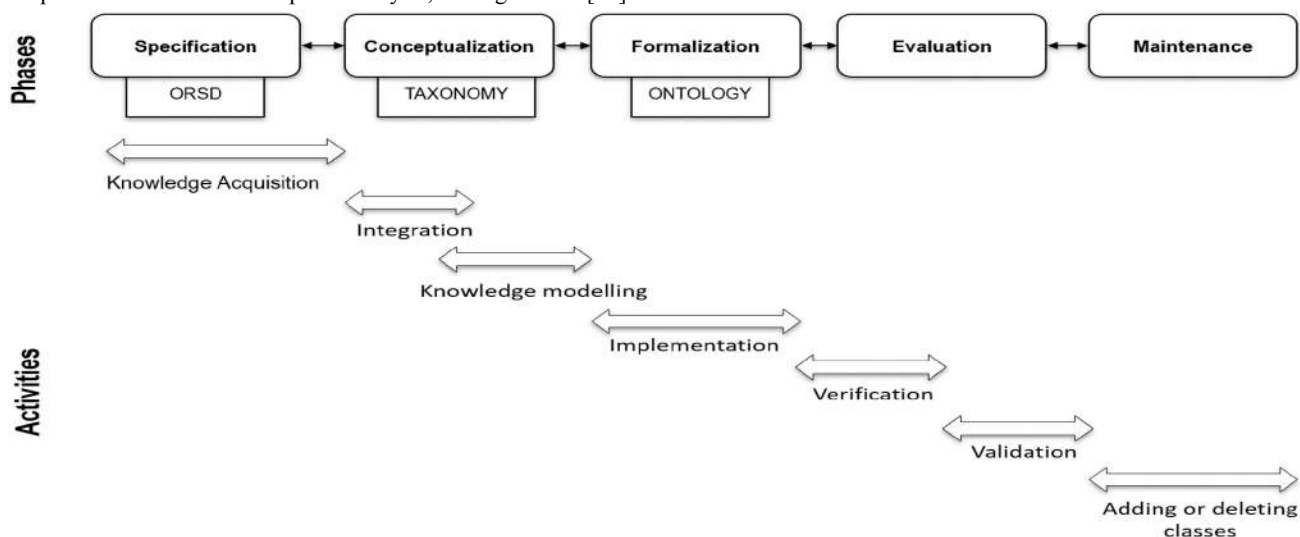 Phases
Specification
Conceptualization
Formalization
Evaluation
Maintenance
ORSD
TAXONOMY
ONTOLOGY
Activities
Knowledge Acquisition
Integration
Knowledge modelling
Implementation
Verification
Validation
Adding or deleting
classes